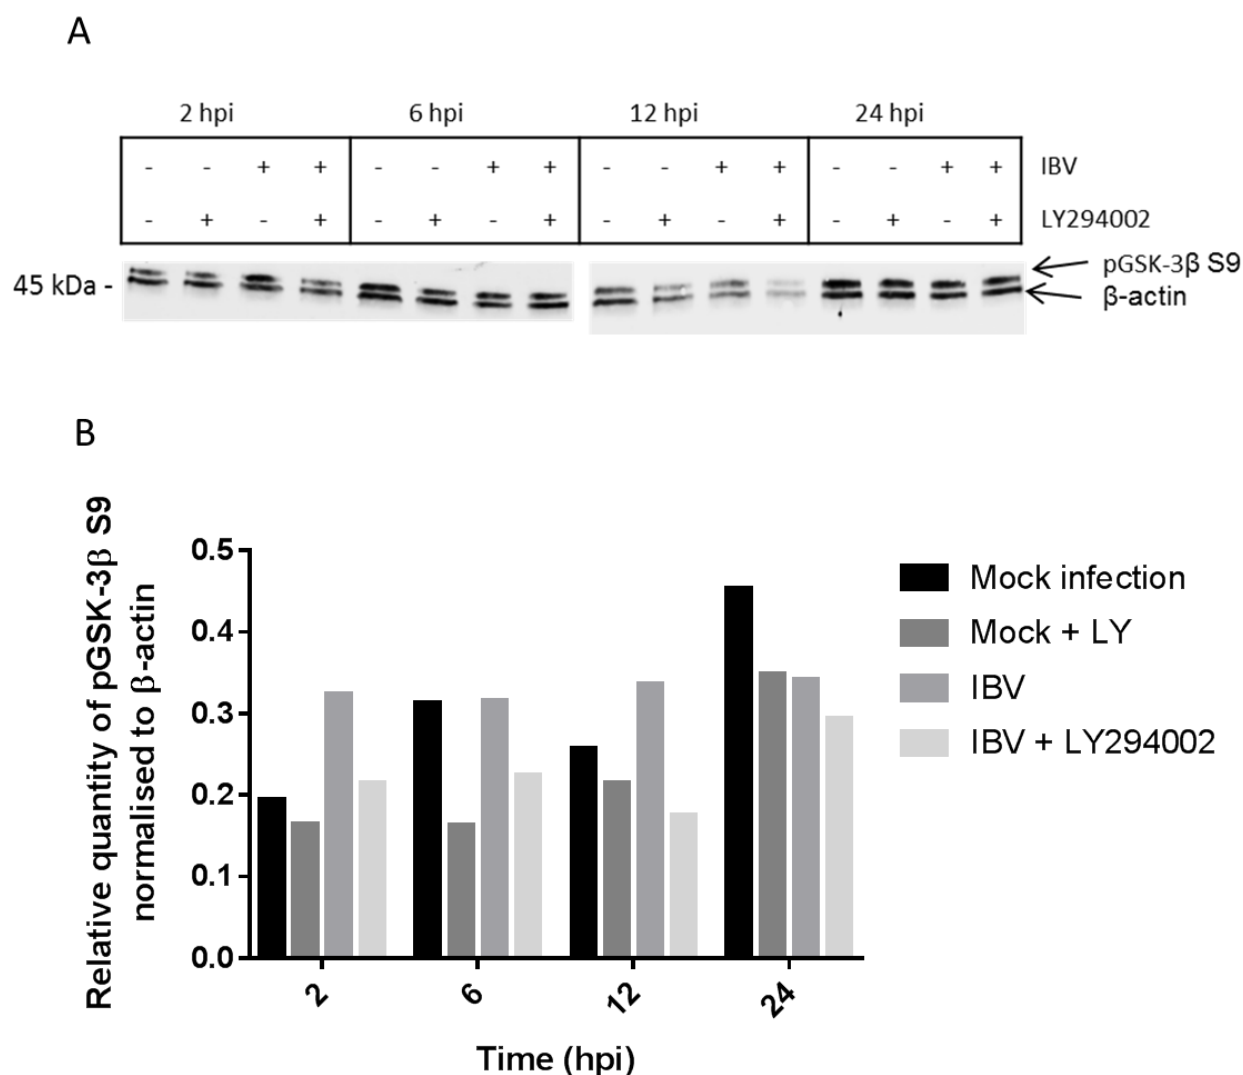 A
2 hpi 6 hpi 12 hpi 24 hpi
- - + + - - + + - - + + - - + + IBV
- + - + - + - + - + - + - + - + LY294002
pGSK-3β S9
45 kDa -
β-actin
B
Relative quantity of pGSK-3β S9
normalised to β-actin
0.5
0.4
0.3
0.2
0.1
0.0
2 6 12 24
Time (hpi)
Mock infection
Mock + LY
IBV
IBV + LY294002